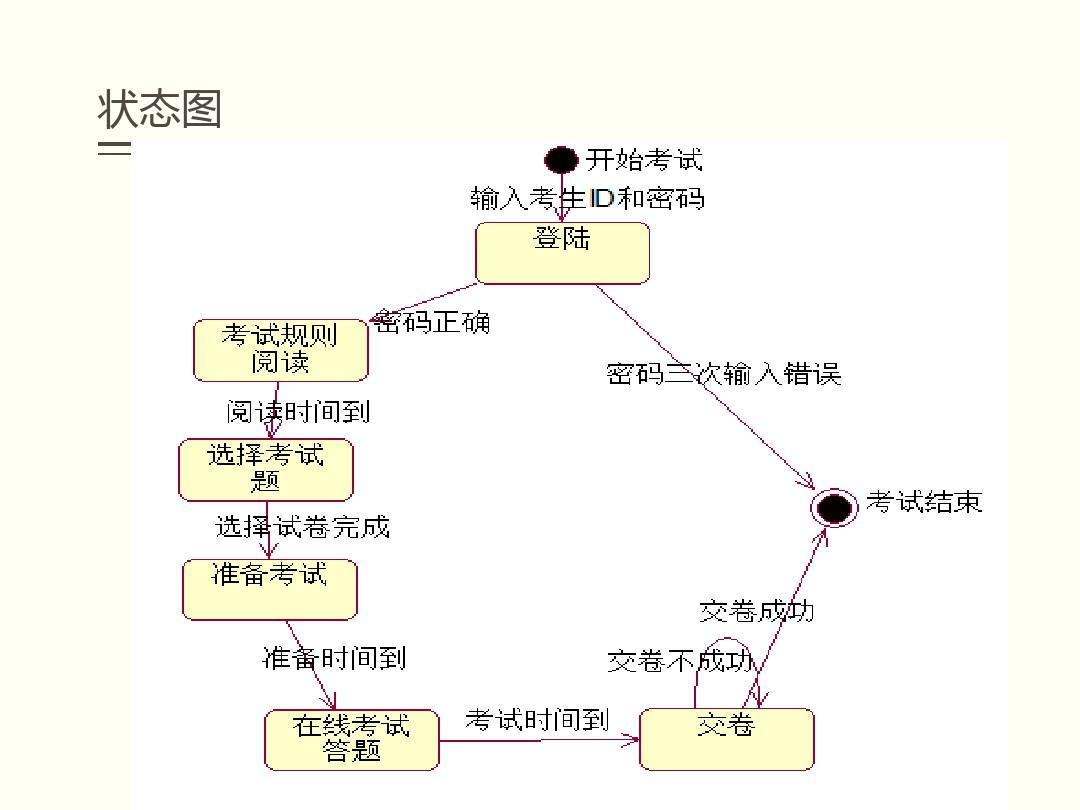 状态图
开始考试
输入考生ID和密码
登陆
密码正确
考试规则
阅读
密码三次输入错误
阅读时间到
选择考试
题
考试结束
选择试卷完成
准备考试
交卷成功
准备时间到
交卷不成功
在线考试
答题
考试时间到
交卷